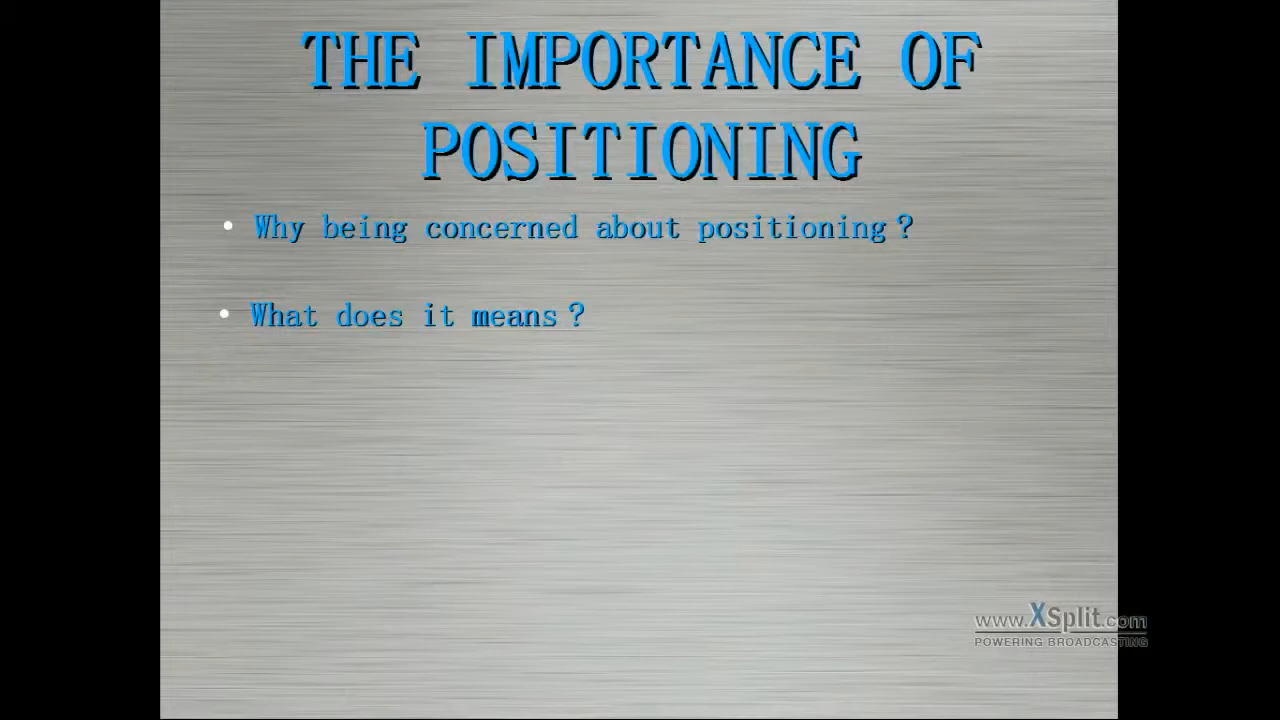 THE IMPORTANCE OF
POSITIONING
• Why being concerned about positioning?
• What does it means?
www.XSplit.com
POWERING BROADCASTING